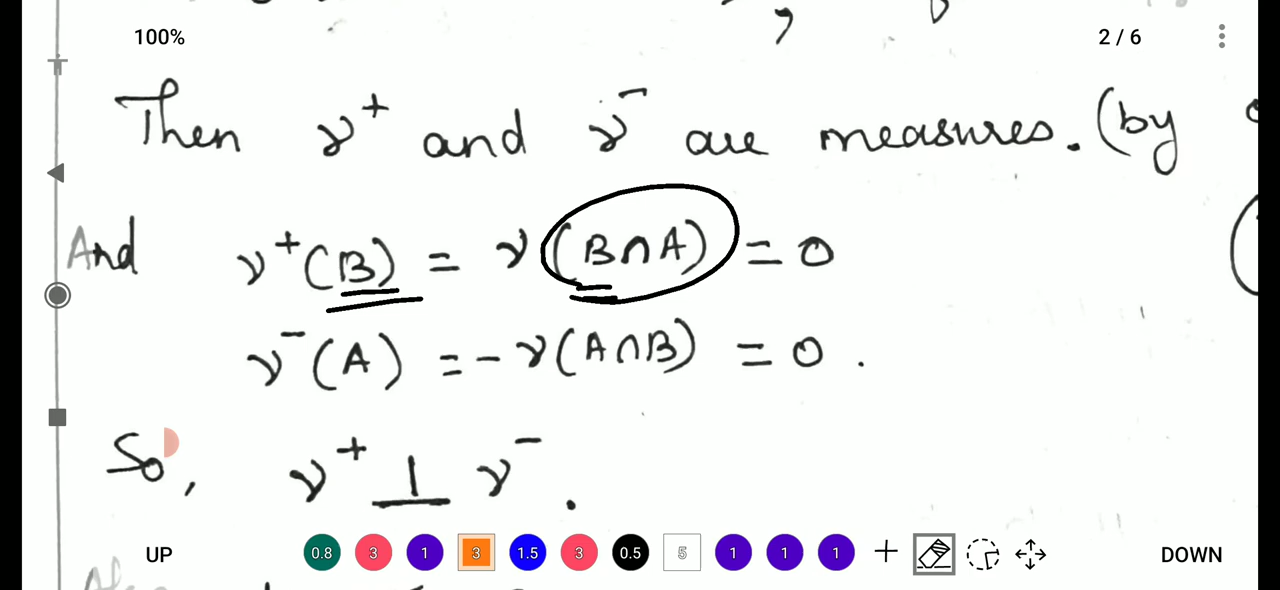 100% 2 / 6
Then ν⁺ and ν⁻ are measures. (by
And ν⁺(B) = ν(B∩A) = 0
ν⁻(A) = -ν(A∩B) = 0.
So, ν⁺ ⊥ ν⁻.
UP 0.8 3 1 3 1.5 3 0.5 5 1 1 1 + DOWN